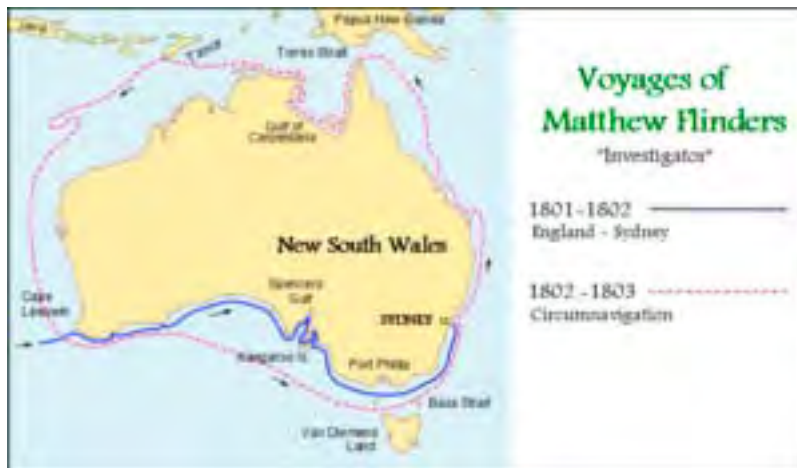 Java
Papua New Guinea
Timor
Torres Strait
Gulf of
Carpentaria
New South Wales
Cape
Leeuwin
Spencers
Gulf
SYDNEY
Kangaroo Is.
Port Phillip
Bass Strait
Van Diemens
Land
Voyages of
Matthew Flinders
"Investigator"
1801-1802
England - Sydney
1802 -1803
Circumnavigation